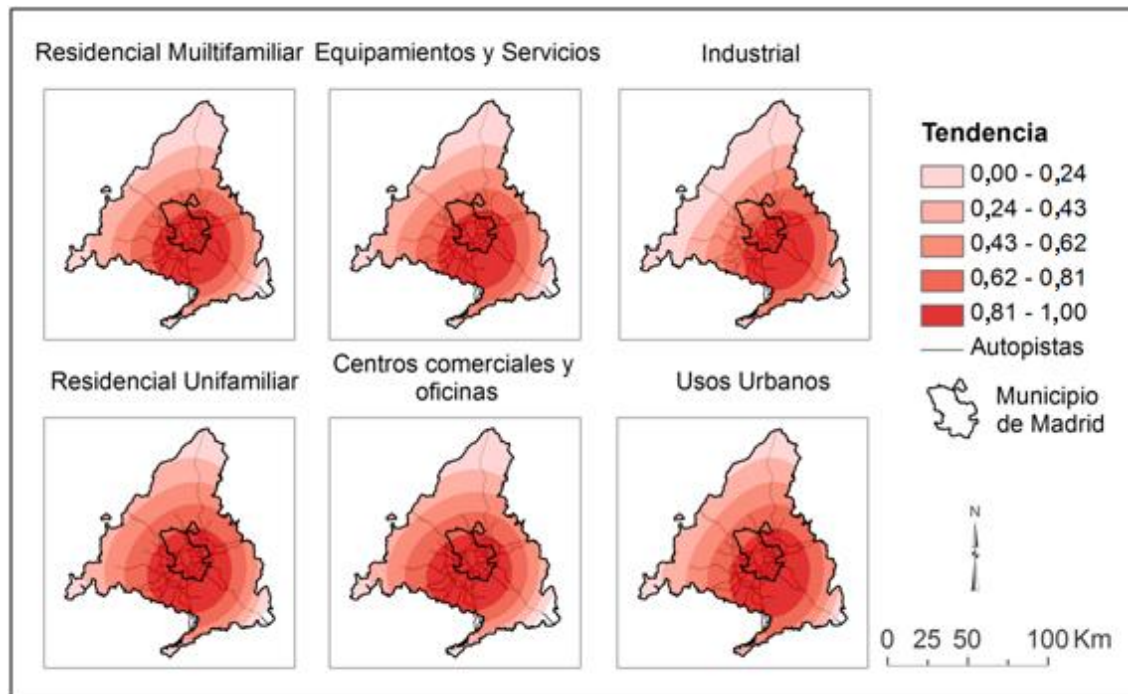 Residencial Muiltifamiliar
Equipamientos y Servicios
Industrial
Residencial Unifamiliar
Centros comerciales y
oficinas
Usos Urbanos
Tendencia
0,00 - 0,24
0,24 - 0,43
0,43 - 0,62
0,62 - 0,81
0,81 - 1,00
Autopistas
Municipio
de Madrid
N
0 25 50 100 Km